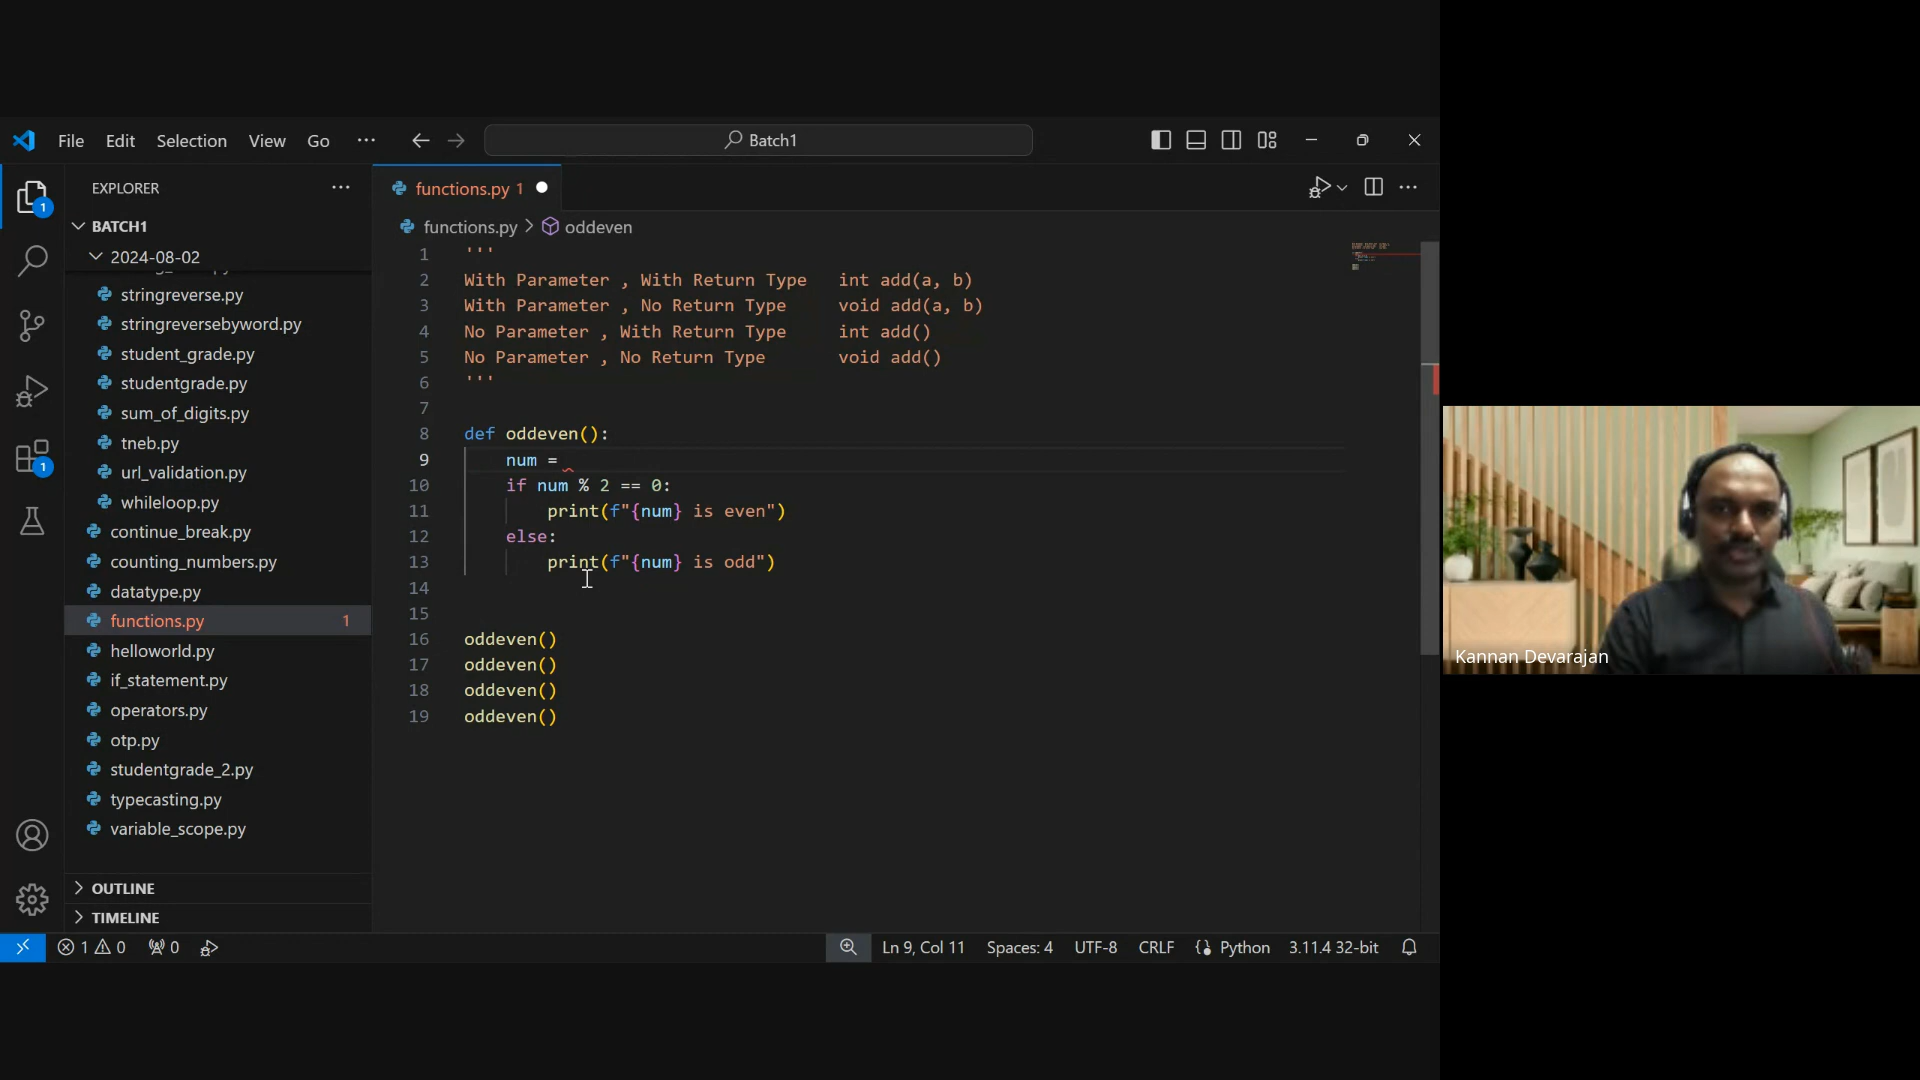 File Edit Selection View Go ··· Batch1
EXPLORER ···
functions.py 1
BATCH1
2024-08-02
stringreverse.py
stringreversebyword.py
student_grade.py
studentgrade.py
sum_of_digits.py
tneb.py
url_validation.py
whileloop.py
continue_break.py
counting_numbers.py
datatype.py
functions.py 1
helloworld.py
if_statement.py
operators.py
otp.py
studentgrade_2.py
typecasting.py
variable_scope.py
OUTLINE
TIMELINE
1
1
functions.py > oddeven
1 '''
2 With Parameter , With Return Type int add(a, b)
3 With Parameter , No Return Type void add(a, b)
4 No Parameter , With Return Type int add()
5 No Parameter , No Return Type void add()
6 '''
7
8 def oddeven():
9 num =
10 if num % 2 == 0:
11 print(f"{num} is even")
12 else:
13 print(f"{num} is odd")
14
15
16 oddeven()
17 oddeven()
18 oddeven()
19 oddeven()
1 0 0 Ln 9, Col 11 Spaces: 4 UTF-8 CRLF Python 3.11.4 32-bit
Kannan Devarajan